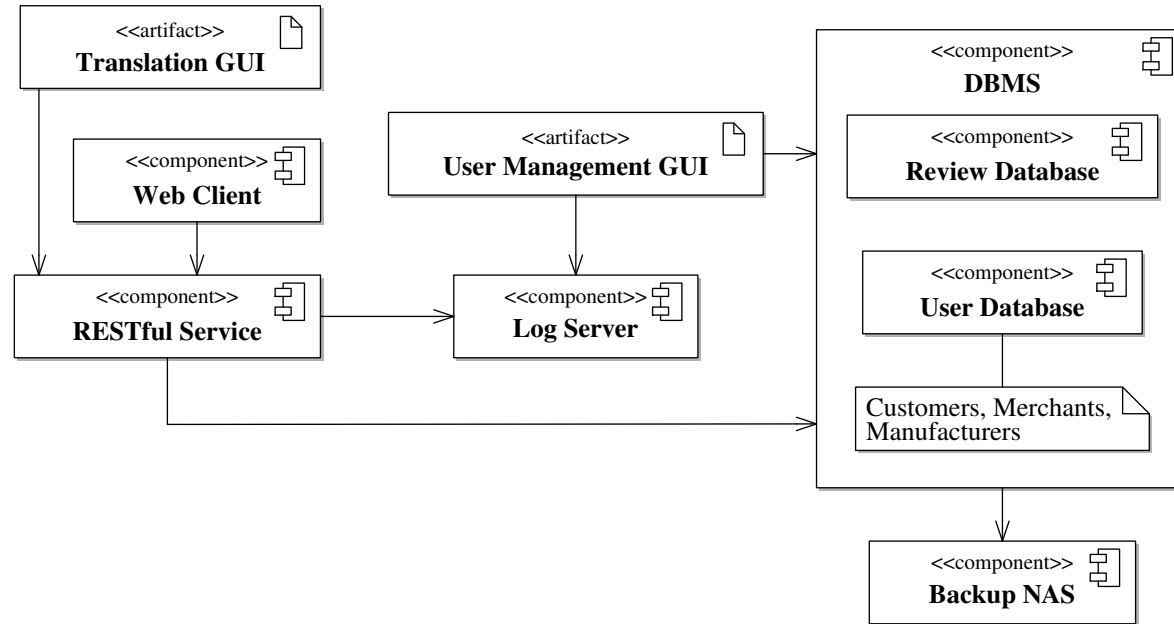 <<artifact>>
Translation GUI
<<component>>
Web Client
<<artifact>>
User Management GUI
<<component>>
DBMS
<<component>>
Review Database
<<component>>
RESTful Service
<<component>>
Log Server
<<component>>
User Database
Customers, Merchants,
Manufacturers
<<component>>
Backup NAS